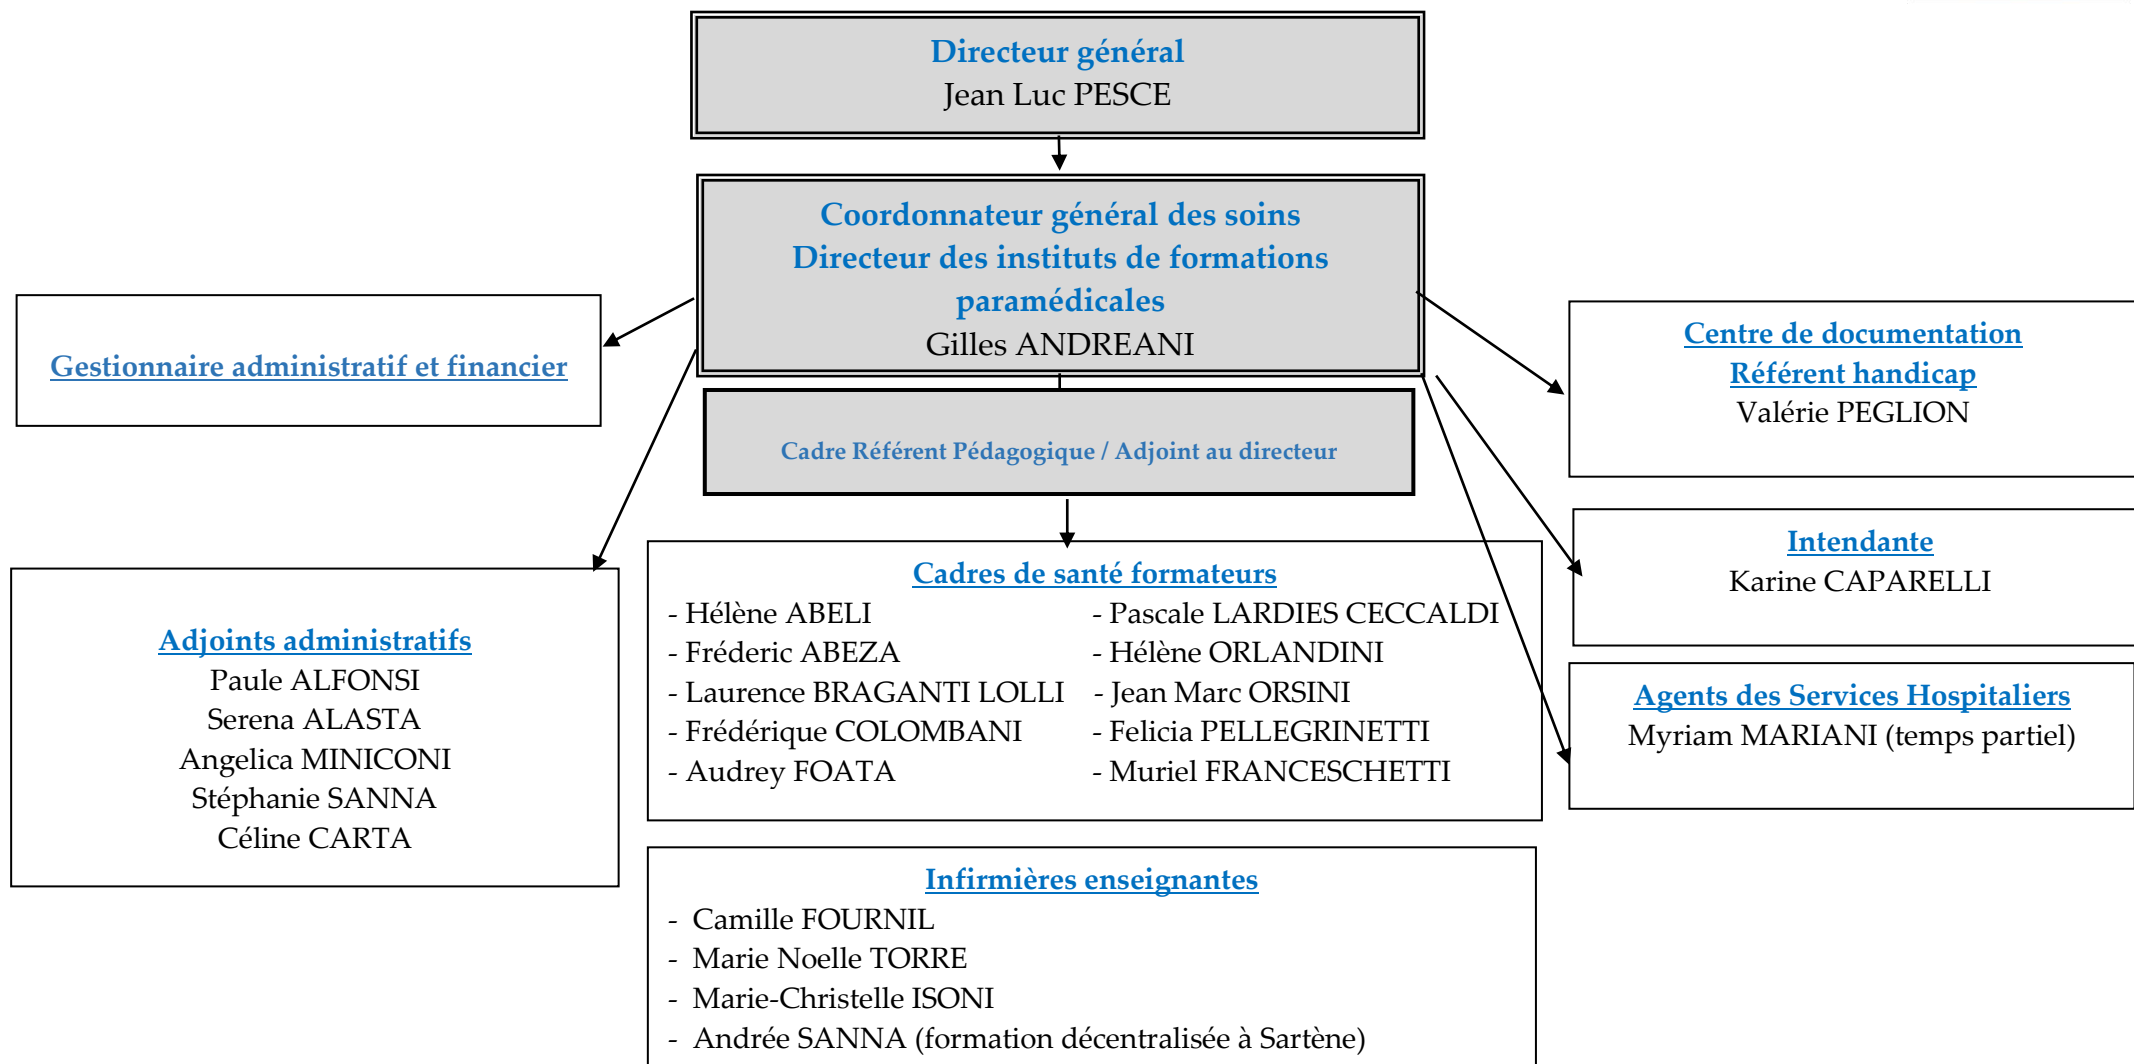 Directeur général
Jean Luc PESCE
Coordonnateur général des soins
Directeur des instituts de formations
paramédicales
Gilles ANDREANI
Gestionnaire administratif et financier
Cadre Référent Pédagogique / Adjoint au directeur
Centre de documentation
Référent handicap
Valérie PEGLION
Intendante
Karine CAPARELLI
Agents des Services Hospitaliers
Myriam MARIANI (temps partiel)
Adjoints administratifs
Paule ALFONSI
Serena ALASTA
Angelica MINICONI
Stéphanie SANNA
Céline CARTA
Cadres de santé formateurs
- Hélène ABELI
- Fréderic ABEZA
- Laurence BRAGANTI LOLLI
- Frédérique COLOMBANI
- Audrey FOATA
- Pascale LARDIES CECCALDI
- Hélène ORLANDINI
- Jean Marc ORSINI
- Felicia PELLEGRINETTI
- Muriel FRANCESCHETTI
Infirmières enseignantes
- Camille FOURNIL
- Marie Noelle TORRE
- Marie-Christelle ISONI
- Andrée SANNA (formation décentralisée à Sartène)